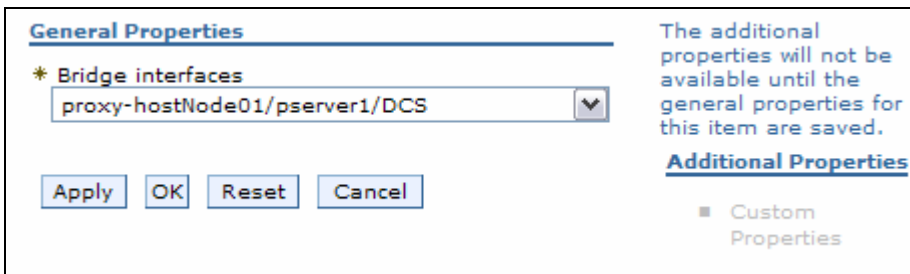 General Properties
* Bridge interfaces
proxy-hostNode01/pserver1/DCS
Apply OK Reset Cancel
The additional
properties will not be
available until the
general properties for
this item are saved.
Additional Properties
Custom
Properties